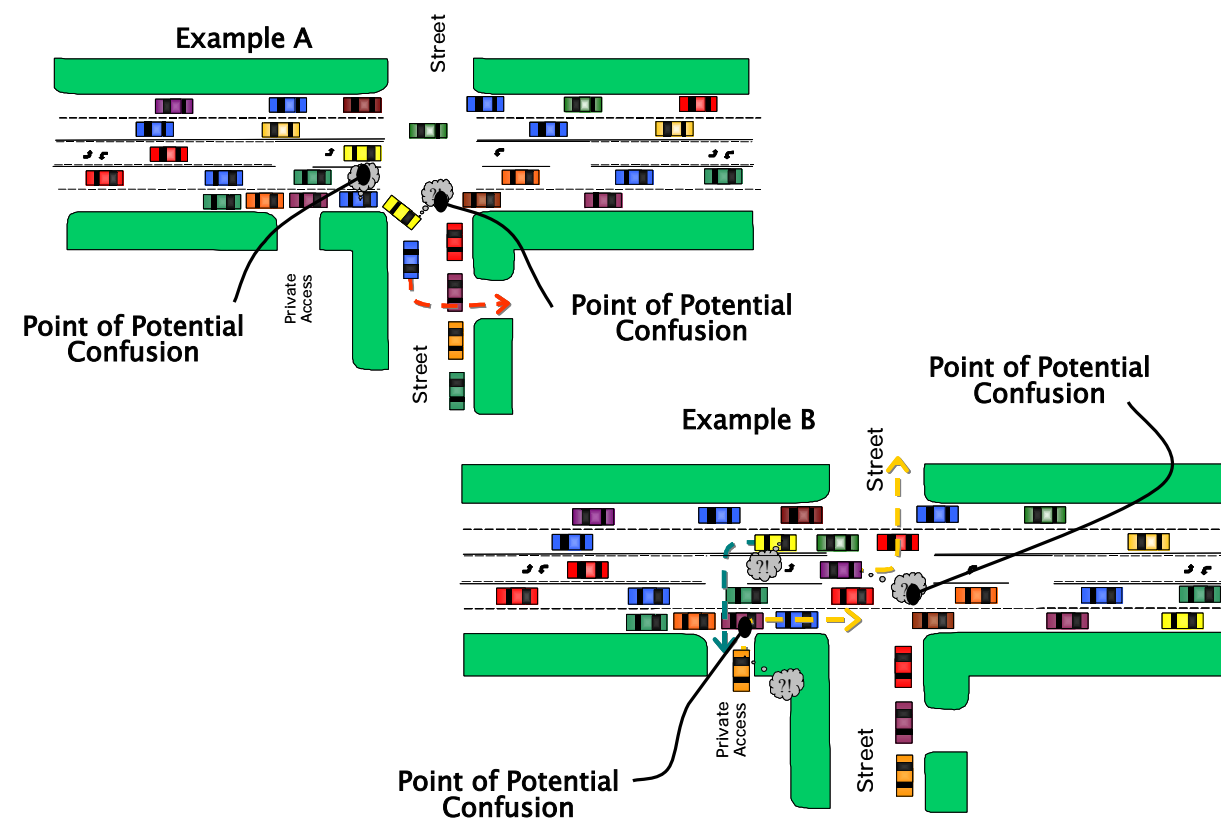 Example A
Street
Private
Access
Point of Potential
Confusion
Point of Potential
Confusion
Street
Point of Potential
Confusion
Example B
Street
?!
?!
Private
Access
Street
Point of Potential
Confusion